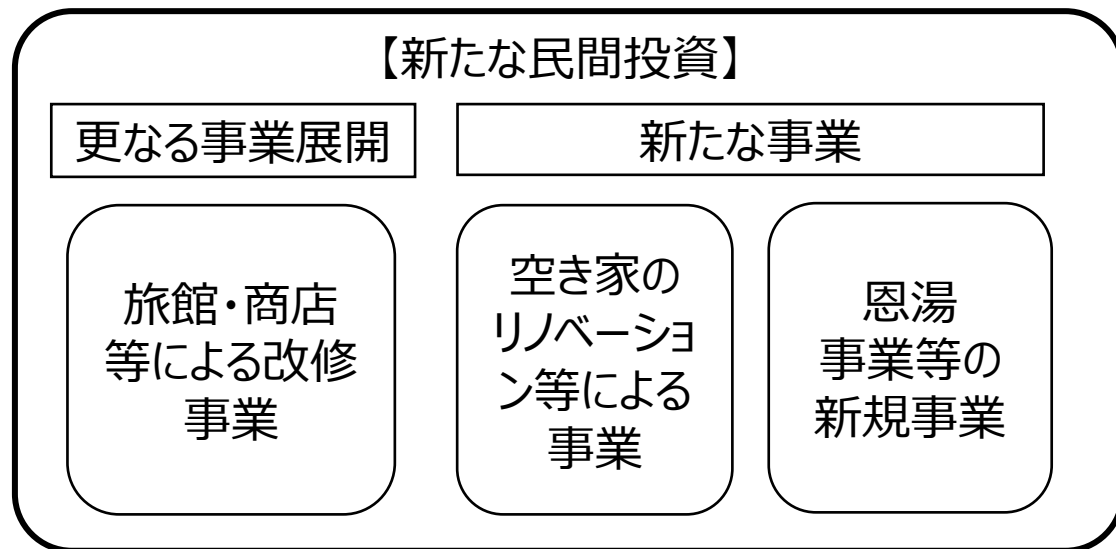 【新たな民間投資】
更なる事業展開
新たな事業
旅館・商店
等による改修
事業
空き家の
リノベーショ
ン等による
事業
恩湯
事業等の
新規事業